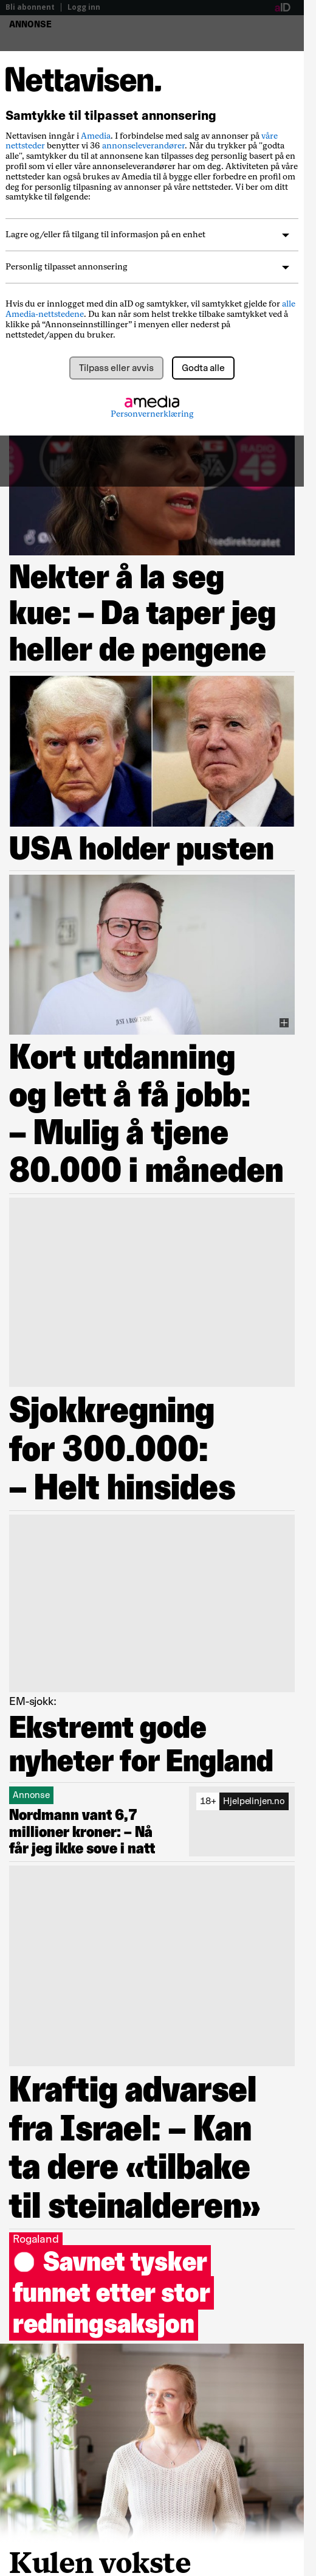 Bli abonnent | Logg inn
aID
ANNONSE
Nettavisen.
Samtykke til tilpasset annonsering
Nettavisen inngår i Amedia. I forbindelse med salg av annonser på våre
nettsteder benytter vi 36 annonseleverandører. Når du trykker på "godta
alle", samtykker du til at annonsene kan tilpasses deg personlig basert på en
profil som vi eller våre annonseleverandører har om deg. Aktiviteten på våre
nettsteder kan også brukes av Amedia til å bygge eller forbedre en profil om
deg for personlig tilpasning av annonser på våre nettsteder. Vi ber om ditt
samtykke til følgende:
Lagre og/eller få tilgang til informasjon på en enhet
Personlig tilpasset annonsering
Hvis du er innlogget med din aID og samtykker, vil samtykket gjelde for alle
Amedia-nettstedene. Du kan når som helst trekke tilbake samtykket ved å
klikke på “Annonseinnstillinger” i menyen eller nederst på
nettstedet/appen du bruker.
Tilpass eller avvis
Godta alle
amedia
Personvernerklæring
RADIO
40
sedirektoratet
Nekter å la seg
kue: – Da taper jeg
heller de pengene
USA holder pusten
Kort utdanning
og lett å få jobb:
– Mulig å tjene
80.000 i måneden
Sjokkregning
for 300.000:
– Helt hinsides
EM-sjokk:
Ekstremt gode
nyheter for England
Annonse
Nordmann vant 6,7
millioner kroner: – Nå
får jeg ikke sove i natt
18+ Hjelpelinjen.no
Kraftig advarsel
fra Israel: – Kan
ta dere «tilbake
til steinalderen»
Rogaland
Savnet tysker
funnet etter stor
redningsaksjon
Kulen vokste